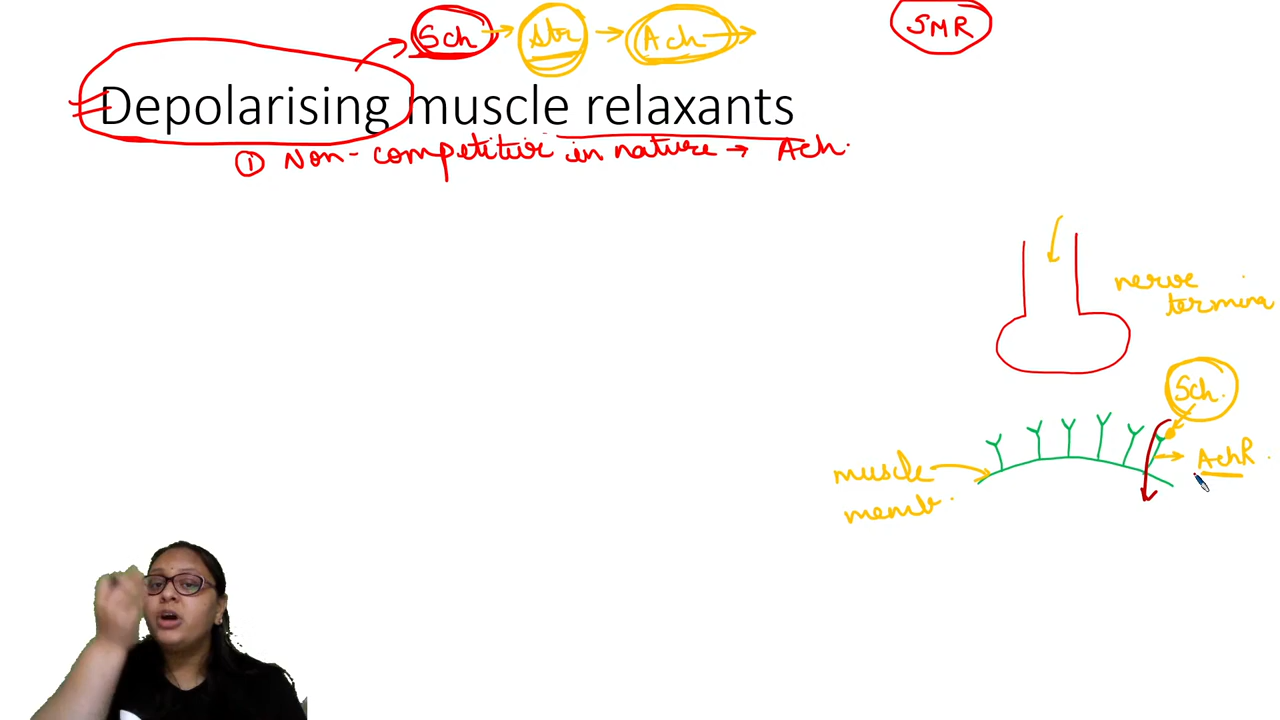 Sch → Str → Ach →
SMR
Depolarising muscle relaxants
① Non-competitive in nature → Ach.
nerve
termina
Sch.
AchR.
muscle
memb.